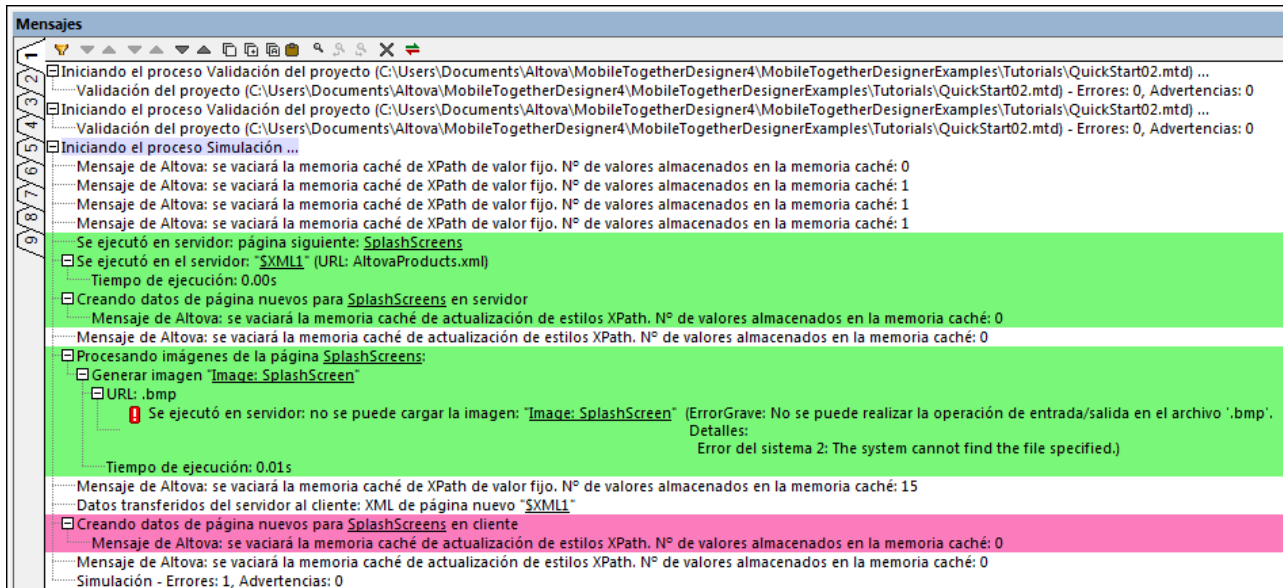 Mensajes
1
2
3
4
5
6
7
8
9
Iniciando el proceso Validación del proyecto (C:\Users\Documents\Altova\MobileTogetherDesigner4\MobileTogetherDesignerExamples\Tutorials\QuickStart02.mtd) ...
Validación del proyecto (C:\Users\Documents\Altova\MobileTogetherDesigner4\MobileTogetherDesignerExamples\Tutorials\QuickStart02.mtd) - Errores: 0, Advertencias: 0
Iniciando el proceso Validación del proyecto (C:\Users\Documents\Altova\MobileTogetherDesigner4\MobileTogetherDesignerExamples\Tutorials\QuickStart02.mtd) ...
Validación del proyecto (C:\Users\Documents\Altova\MobileTogetherDesigner4\MobileTogetherDesignerExamples\Tutorials\QuickStart02.mtd) - Errores: 0, Advertencias: 0
Iniciando el proceso Simulación ...
Mensaje de Altova: se vaciará la memoria caché de XPath de valor fijo. Nº de valores almacenados en la memoria caché: 0
Mensaje de Altova: se vaciará la memoria caché de XPath de valor fijo. Nº de valores almacenados en la memoria caché: 1
Mensaje de Altova: se vaciará la memoria caché de XPath de valor fijo. Nº de valores almacenados en la memoria caché: 1
Mensaje de Altova: se vaciará la memoria caché de XPath de valor fijo. Nº de valores almacenados en la memoria caché: 1
Se ejecutó en servidor: página siguiente: SplashScreens
Se ejecutó en el servidor: "$XML1" (URL: AltovaProducts.xml)
Tiempo de ejecución: 0.00s
Creando datos de página nuevos para SplashScreens en servidor
Mensaje de Altova: se vaciará la memoria caché de actualización de estilos XPath. Nº de valores almacenados en la memoria caché: 0
Mensaje de Altova: se vaciará la memoria caché de actualización de estilos XPath. Nº de valores almacenados en la memoria caché: 0
Procesando imágenes de la página SplashScreens:
Generar imagen "Image: SplashScreen"
URL: .bmp
Se ejecutó en servidor: no se puede cargar la imagen: "Image: SplashScreen" (ErrorGrave: No se puede realizar la operación de entrada/salida en el archivo '.bmp'.
Detalles:
Error del sistema 2: The system cannot find the file specified.)
Tiempo de ejecución: 0.01s
Mensaje de Altova: se vaciará la memoria caché de XPath de valor fijo. Nº de valores almacenados en la memoria caché: 15
Datos transferidos del servidor al cliente: XML de página nuevo "$XML1"
Creando datos de página nuevos para SplashScreens en cliente
Mensaje de Altova: se vaciará la memoria caché de actualización de estilos XPath. Nº de valores almacenados en la memoria caché: 0
Mensaje de Altova: se vaciará la memoria caché de actualización de estilos XPath. Nº de valores almacenados en la memoria caché: 0
Simulación - Errores: 1, Advertencias: 0